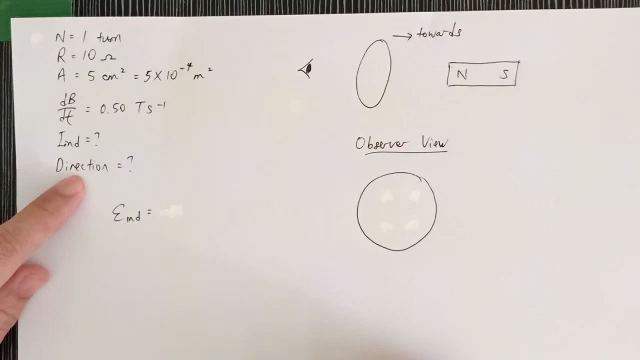 N = 1 turn
R = 10 Ω
A = 5 cm² = 5 × 10⁻⁴ m²
dB/dt = 0.50 T s⁻¹
Iind = ?
Direction = ?
εind =
→ towards
N S
Observer View